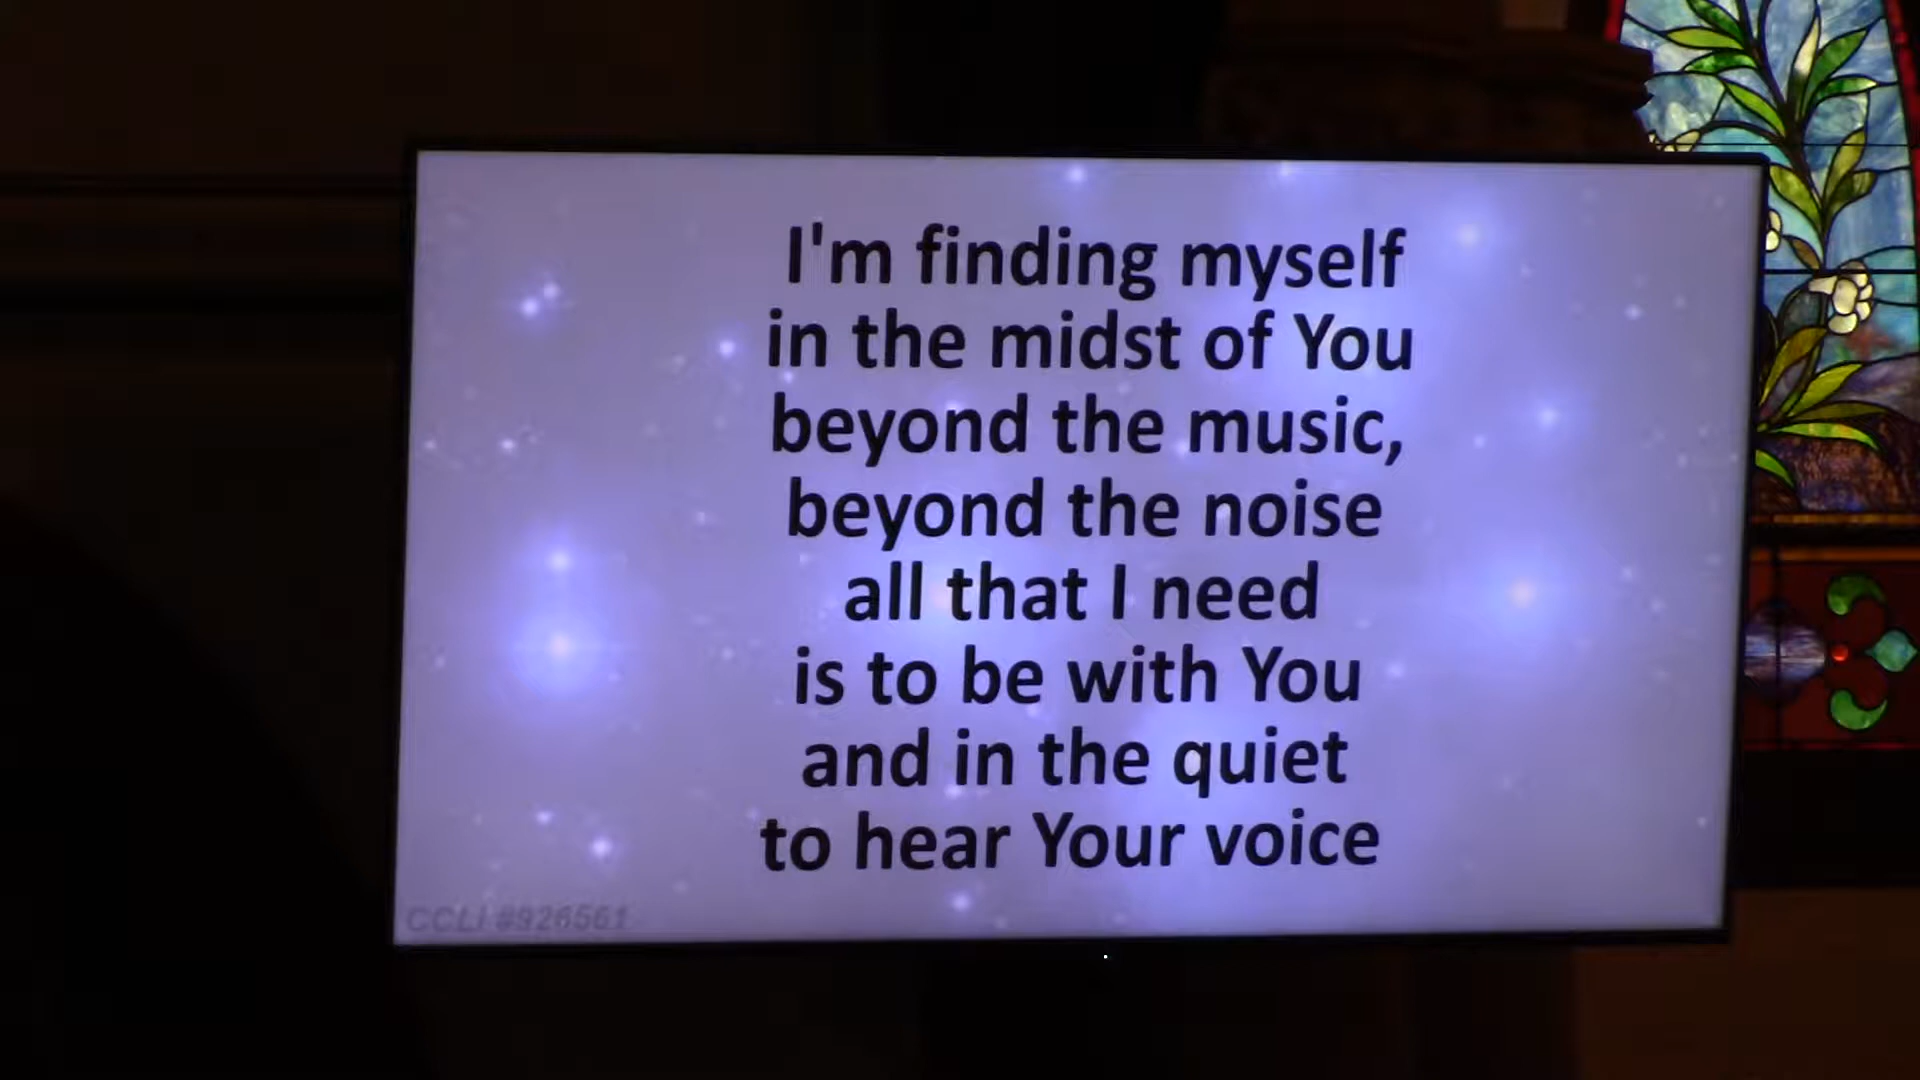 I'm finding myself
in the midst of You
beyond the music,
beyond the noise
all that I need
is to be with You
and in the quiet
to hear Your voice
CCLI #926561